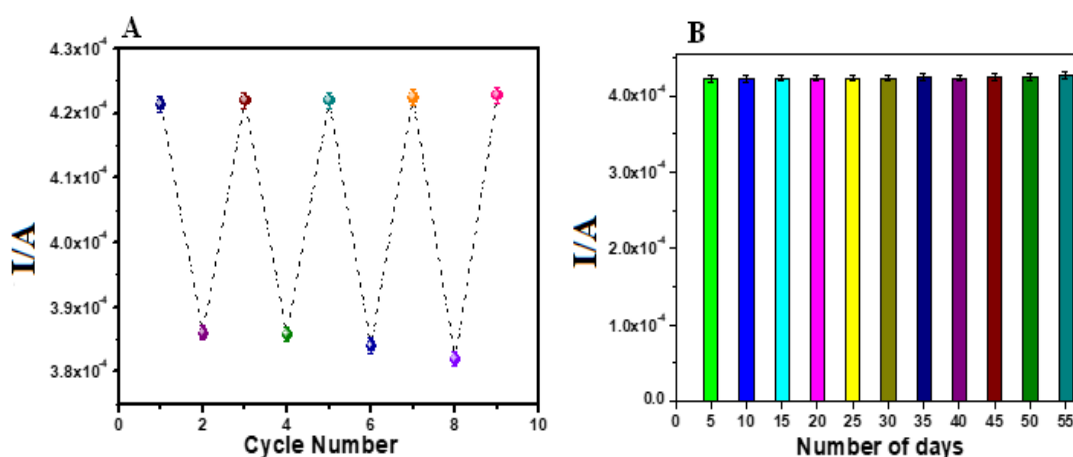 A
4.3x10⁻⁴
4.2x10⁻⁴
4.1x10⁻⁴
4.0x10⁻⁴
3.9x10⁻⁴
3.8x10⁻⁴
I/A
0 2 4 6 8 10
Cycle Number
B
4.0x10⁻⁴
3.0x10⁻⁴
2.0x10⁻⁴
1.0x10⁻⁴
0.0
I/A
0 5 10 15 20 25 30 35 40 45 50 55
Number of days